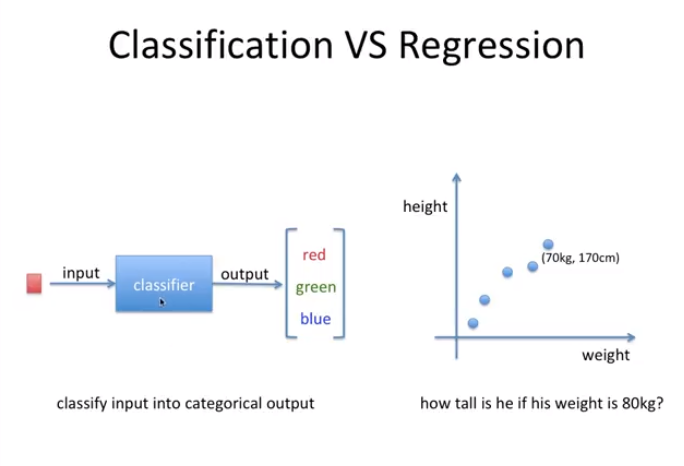 Classification VS Regression
input
classifier
output
red
green
blue
classify input into categorical output
height
(70kg, 170cm)
weight
how tall is he if his weight is 80kg?